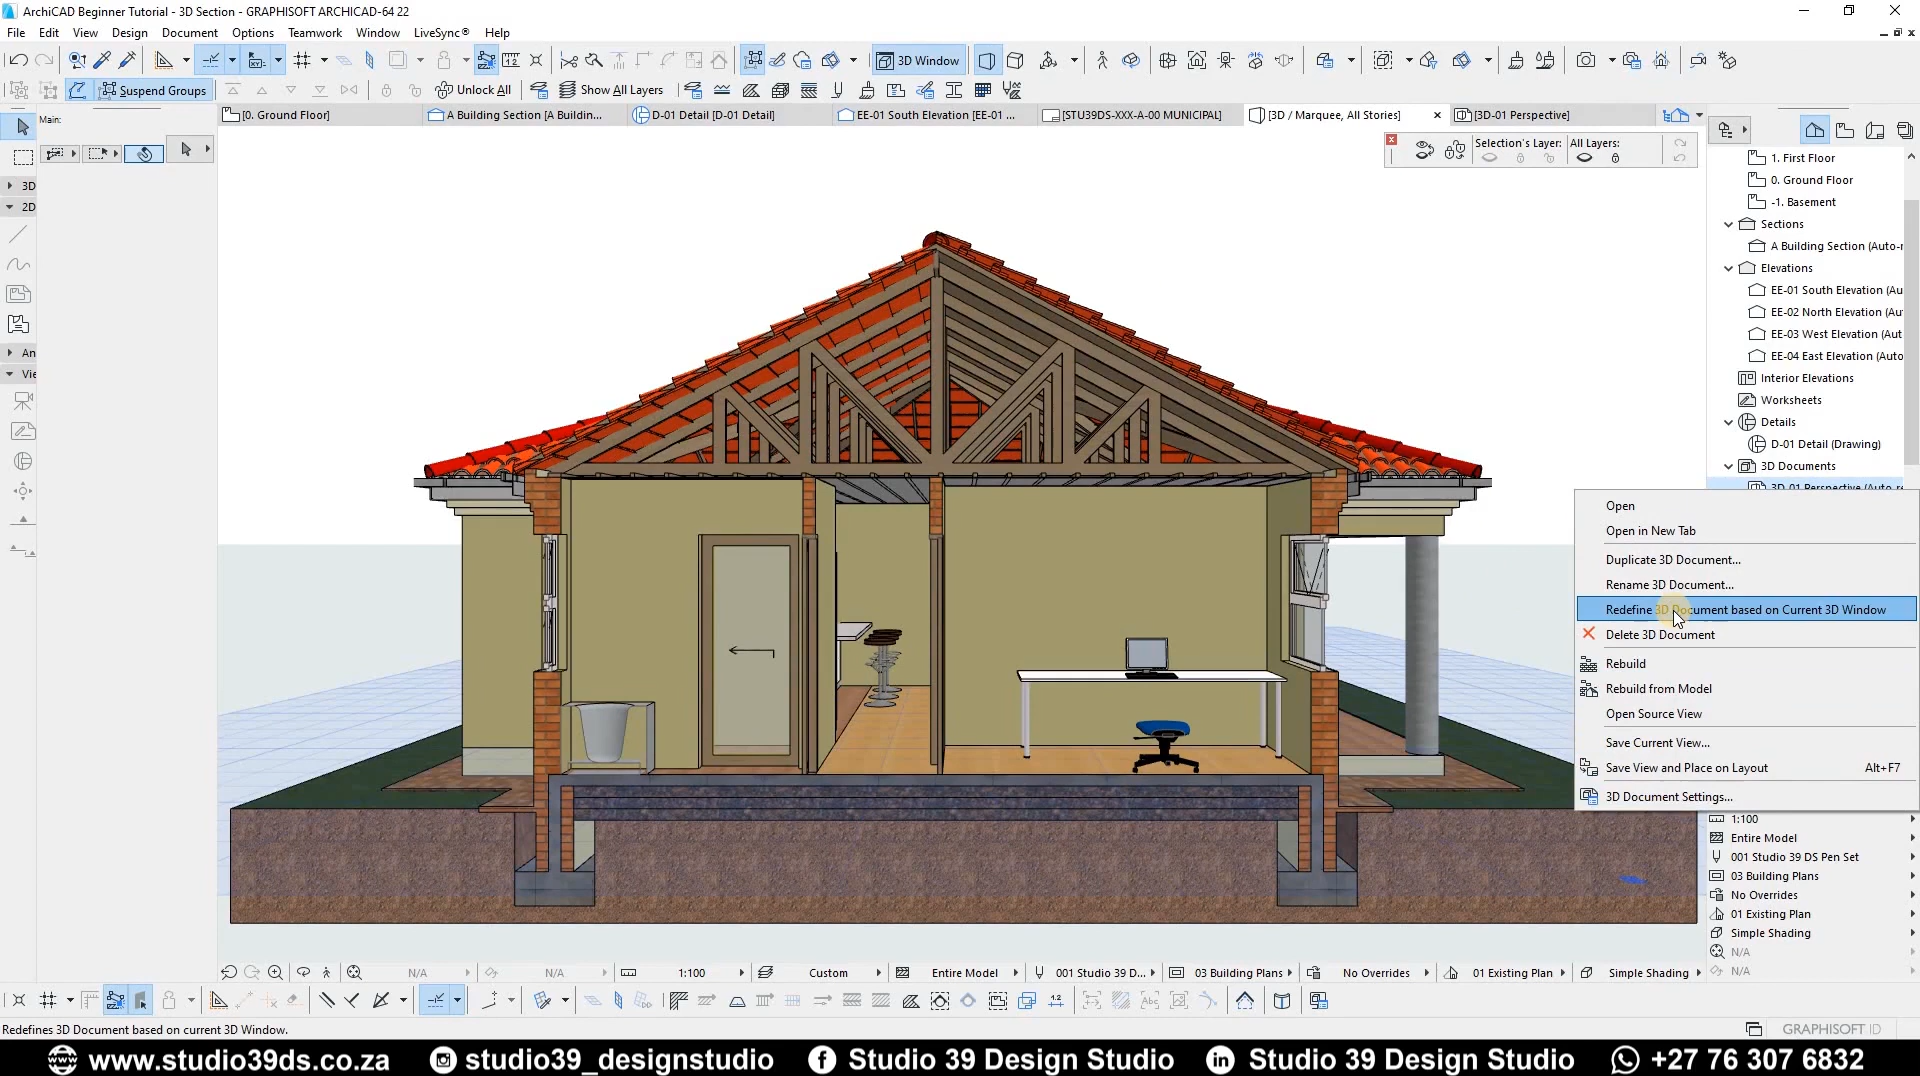 ArchiCAD Beginner Tutorial - 3D Section - GRAPHISOFT ARCHICAD-64 22
File Edit View Design Document Options Teamwork Window LiveSync® Help
3D Window
Suspend Groups
Unlock All
Show All Layers
[0. Ground Floor]
A Building Section [A Buildin...
D-01 Detail [D-01 Detail]
EE-01 South Elevation [EE-01 ...
[STU39DS-XXX-A-00 MUNICIPAL]
[3D / Marquee, All Stories]
[3D-01 Perspective]
Main:
Selection's Layer:
All Layers:
3D
2D
An
Vie
1. First Floor
0. Ground Floor
-1. Basement
Sections
A Building Section (Auto-r
Elevations
EE-01 South Elevation (Au
EE-02 North Elevation (Au
EE-03 West Elevation (Aut
EE-04 East Elevation (Auto
Interior Elevations
Worksheets
Details
D-01 Detail (Drawing)
3D Documents
3D-01 Perspective (Auto-re
Open
Open in New Tab
Duplicate 3D Document...
Rename 3D Document...
Redefine 3D Document based on Current 3D Window
Delete 3D Document
Rebuild
Rebuild from Model
Open Source View
Save Current View...
Save View and Place on Layout Alt+F7
3D Document Settings...
1:100
Entire Model
001 Studio 39 DS Pen Set
03 Building Plans
No Overrides
01 Existing Plan
Simple Shading
N/A
N/A
N/A N/A 1:100 Custom Entire Model 001 Studio 39 D... 03 Building Plans No Overrides 01 Existing Plan Simple Shading
Redefines 3D Document based on current 3D Window.
GRAPHISOFT ID
www.studio39ds.co.za studio39_designstudio Studio 39 Design Studio Studio 39 Design Studio +27 76 307 6832